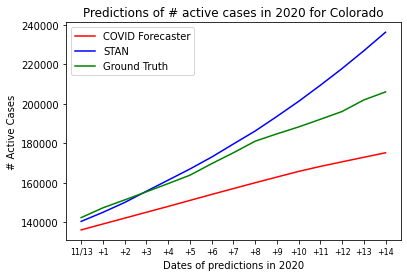 Predictions of # active cases in 2020 for Colorado
COVID Forecaster
STAN
Ground Truth
# Active Cases
240000
220000
200000
180000
160000
140000
11/13 +1 +2 +3 +4 +5 +6 +7 +8 +9 +10 +11 +12 +13 +14
Dates of predictions in 2020